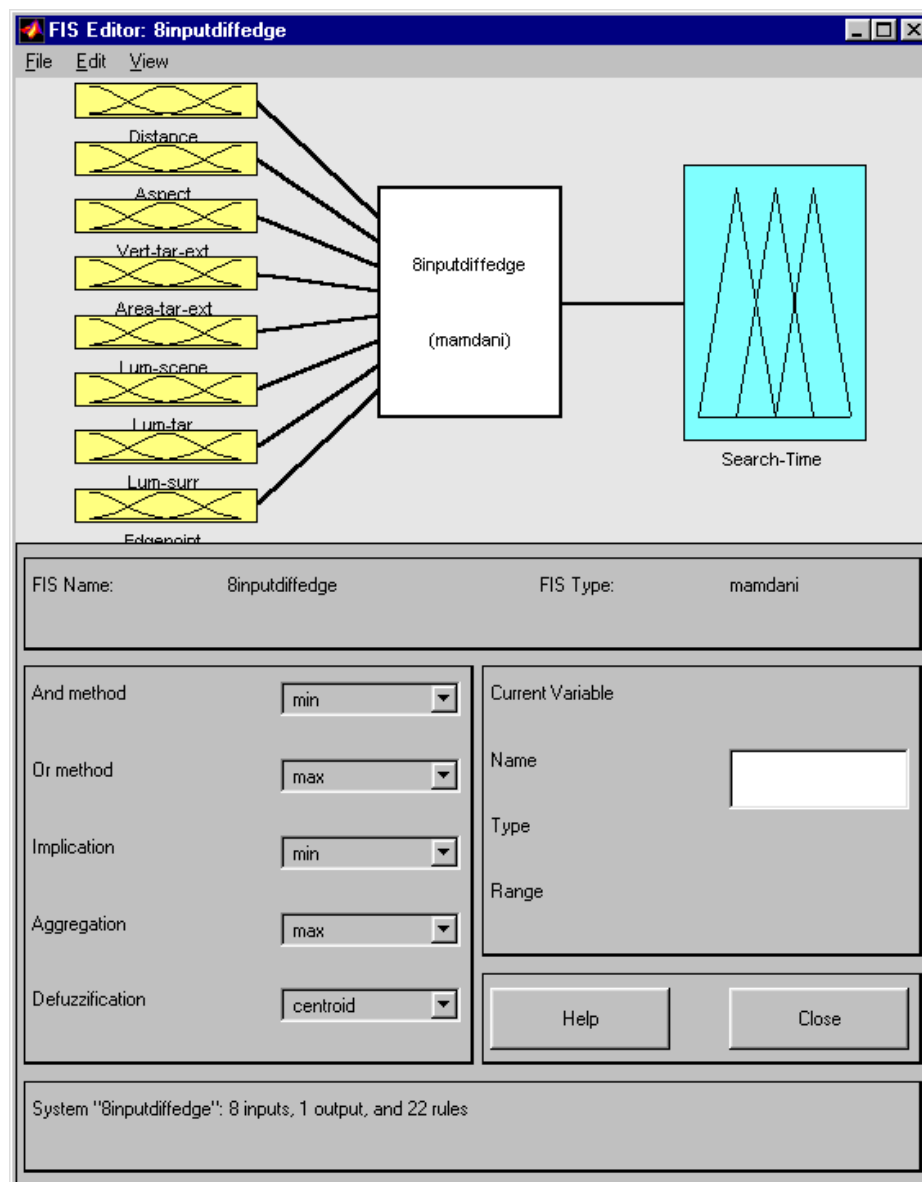 FIS Editor: 8inputdiffedge
File Edit View
Distance
Aspect
Vert-tar-ext
Area-tar-ext
Lum-scene
Lum-tar
Lum-surr
Edgepoint
8inputdiffedge
(mamdani)
Search-Time
FIS Name: 8inputdiffedge FIS Type: mamdani
And method min
Or method max
Implication min
Aggregation max
Defuzzification centroid
Current Variable
Name
Type
Range
Help Close
System "8inputdiffedge": 8 inputs, 1 output, and 22 rules